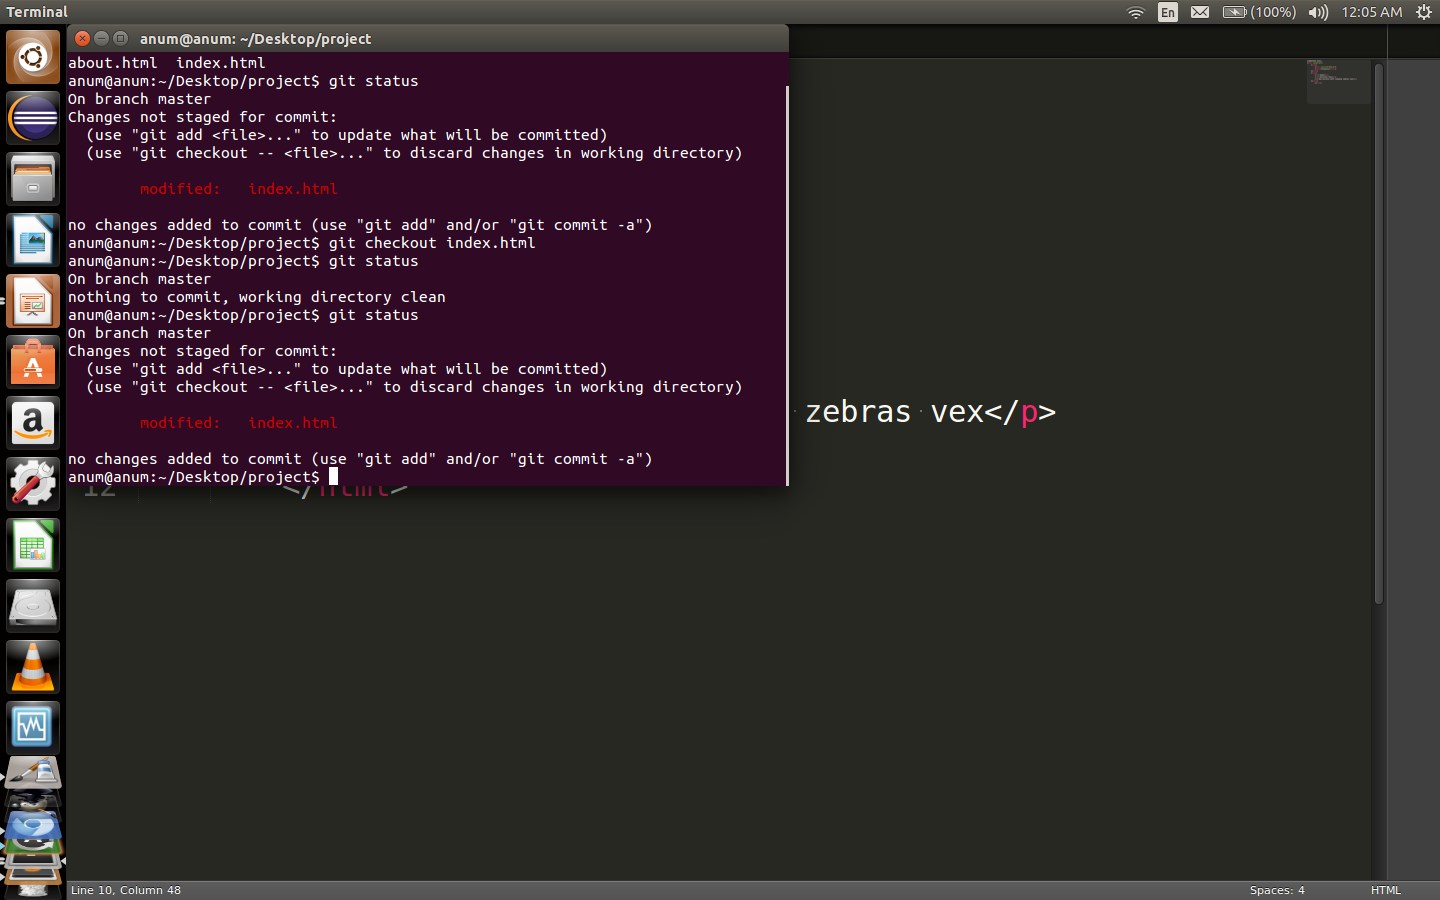 Terminal
En
(100%)
12:05 AM
anum@anum: ~/Desktop/project
about.html  index.html
anum@anum:~/Desktop/project$ git status
On branch master
Changes not staged for commit:
  (use "git add <file>..." to update what will be committed)
  (use "git checkout -- <file>..." to discard changes in working directory)
        modified:   index.html
no changes added to commit (use "git add" and/or "git commit -a")
anum@anum:~/Desktop/project$ git checkout index.html
anum@anum:~/Desktop/project$ git status
On branch master
nothing to commit, working directory clean
anum@anum:~/Desktop/project$ git status
On branch master
Changes not staged for commit:
  (use "git add <file>..." to update what will be committed)
  (use "git checkout -- <file>..." to discard changes in working directory)
        modified:   index.html
no changes added to commit (use "git add" and/or "git commit -a")
anum@anum:~/Desktop/project$
zebras vex</p>
12 </html>
Line 10, Column 48
Spaces: 4
HTML